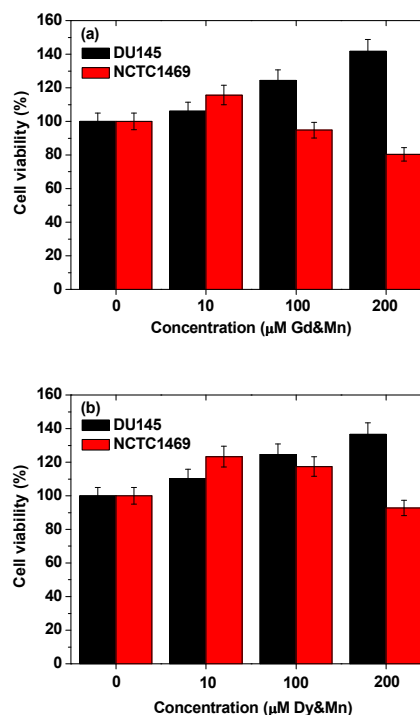 (a)
DU145
NCTC1469
Cell viability (%)
160
140
120
100
80
60
40
20
0
0 10 100 200
Concentration (μM Gd&Mn)
(b)
DU145
NCTC1469
Cell viability (%)
160
140
120
100
80
60
40
20
0
0 10 100 200
Concentration (μM Dy&Mn)